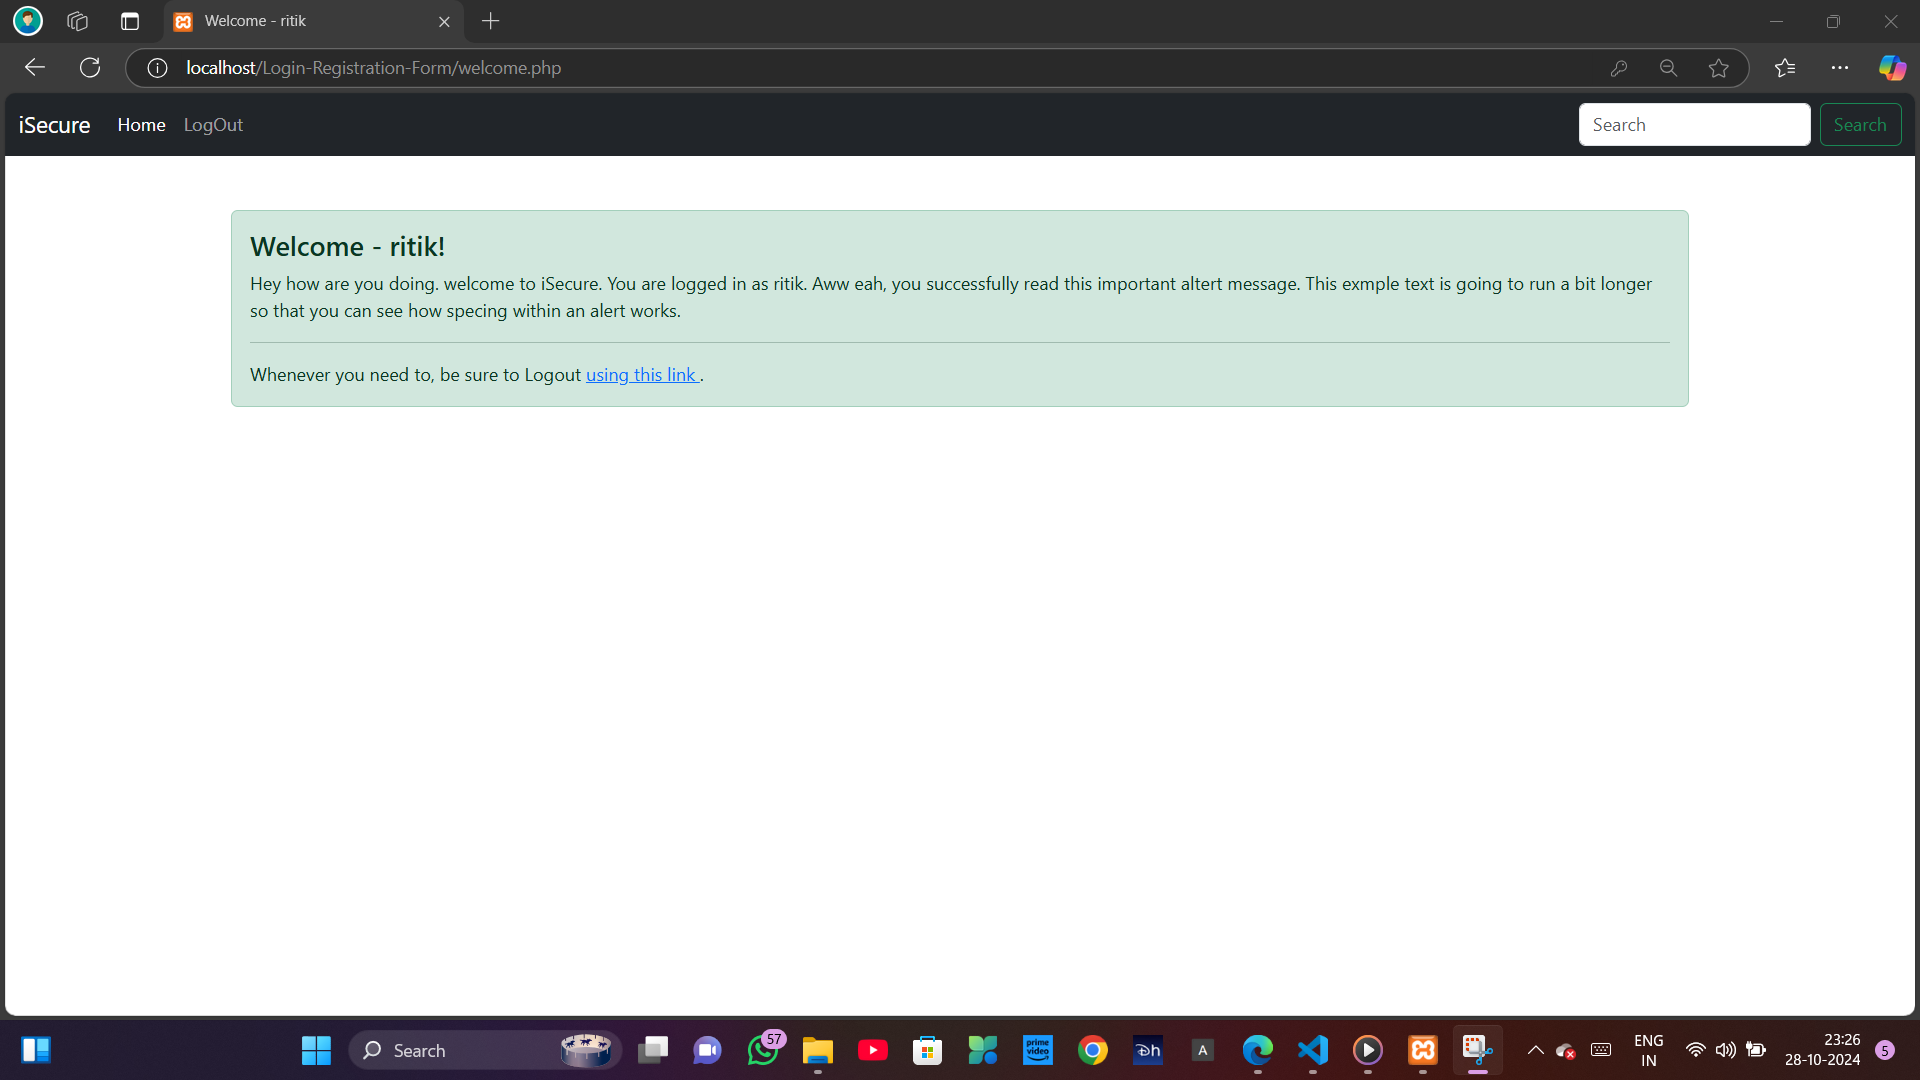 Welcome - ritik
localhost/Login-Registration-Form/welcome.php
iSecure Home LogOut Search Search
Welcome - ritik!
Hey how are you doing. welcome to iSecure. You are logged in as ritik. Aww eah, you successfully read this important altert message. This exmple text is going to run a bit longer
so that you can see how specing within an alert works.
Whenever you need to, be sure to Logout using this link .
Search
57
prime video
Dh
A
ENG
IN
23:26
28-10-2024
5